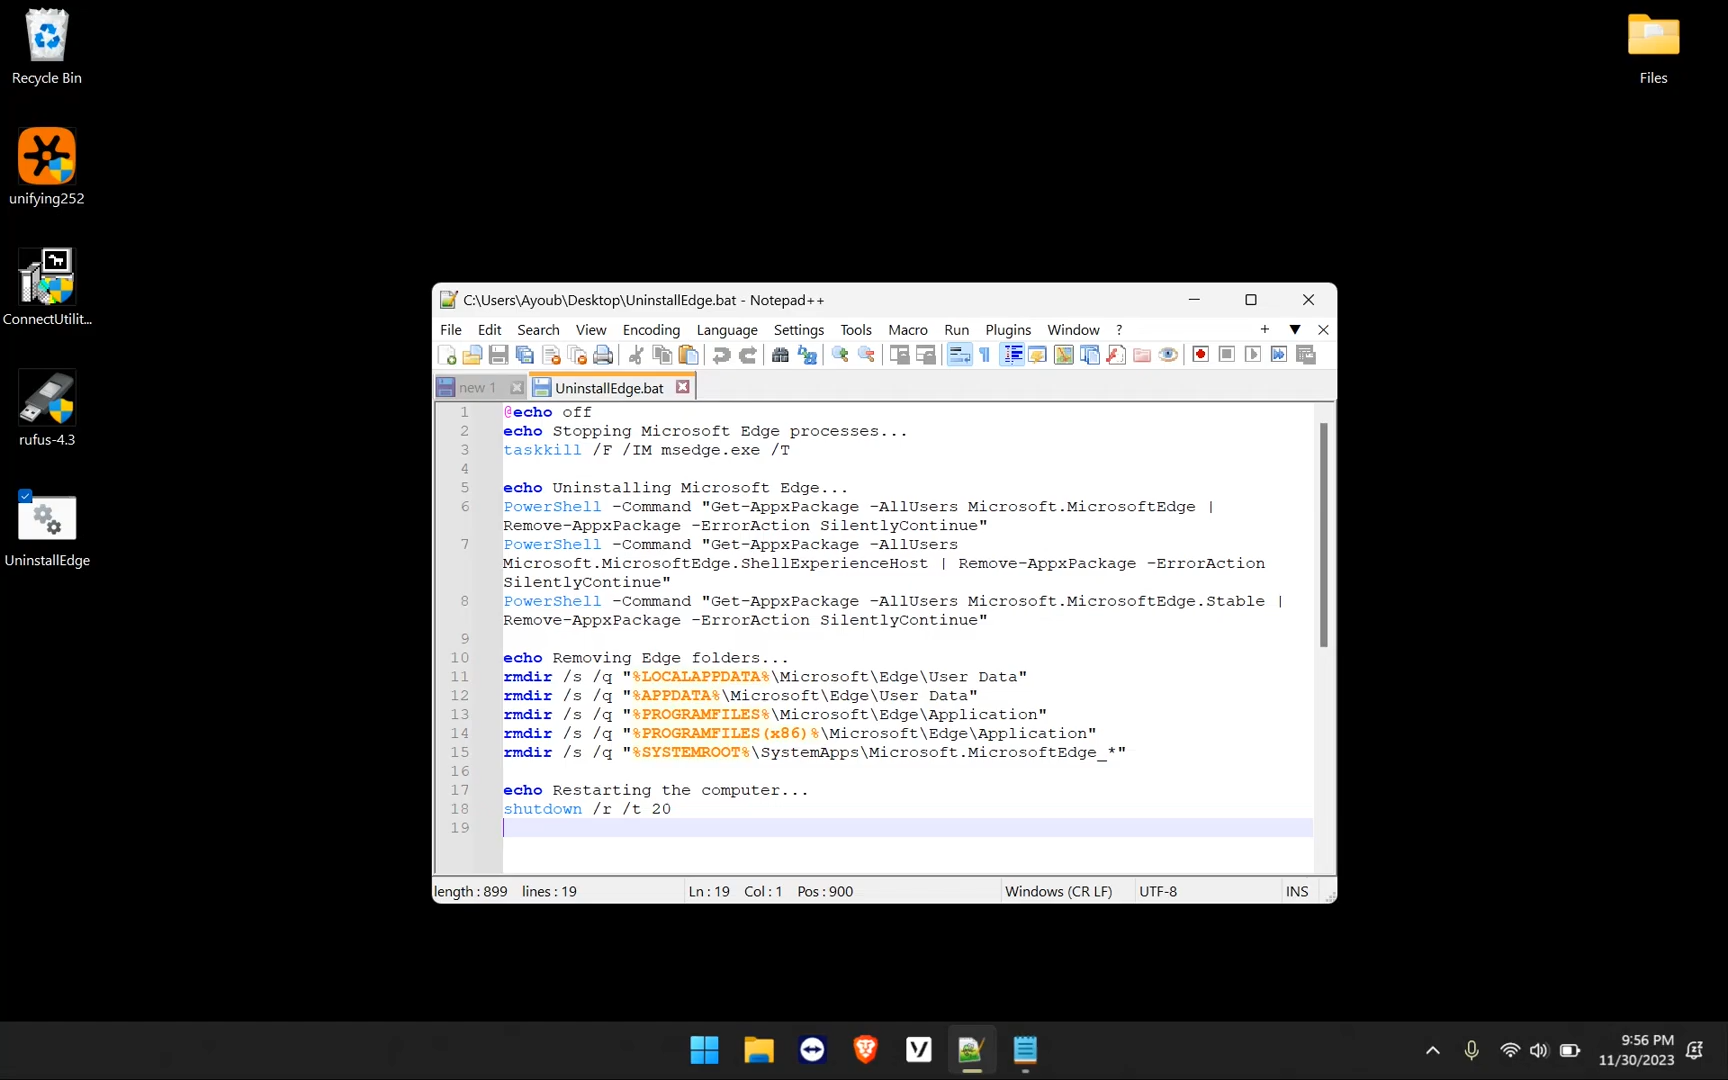 Recycle Bin
Files
unifying252
ConnectUtilit...
rufus-4.3
UninstallEdge
C:\Users\Ayoub\Desktop\UninstallEdge.bat - Notepad++
File Edit Search View Encoding Language Settings Tools Macro Run Plugins Window ?
new 1 UninstallEdge.bat
1 @echo off
2 echo Stopping Microsoft Edge processes...
3 taskkill /F /IM msedge.exe /T
4
5 echo Uninstalling Microsoft Edge...
6 PowerShell -Command "Get-AppxPackage -AllUsers Microsoft.MicrosoftEdge |
Remove-AppxPackage -ErrorAction SilentlyContinue"
7 PowerShell -Command "Get-AppxPackage -AllUsers
Microsoft.MicrosoftEdge.ShellExperienceHost | Remove-AppxPackage -ErrorAction
SilentlyContinue"
8 PowerShell -Command "Get-AppxPackage -AllUsers Microsoft.MicrosoftEdge.Stable |
Remove-AppxPackage -ErrorAction SilentlyContinue"
9
10 echo Removing Edge folders...
11 rmdir /s /q "%LOCALAPPDATA%\Microsoft\Edge\User Data"
12 rmdir /s /q "%APPDATA%\Microsoft\Edge\User Data"
13 rmdir /s /q "%PROGRAMFILES%\Microsoft\Edge\Application"
14 rmdir /s /q "%PROGRAMFILES(x86)%\Microsoft\Edge\Application"
15 rmdir /s /q "%SYSTEMROOT%\SystemApps\Microsoft.MicrosoftEdge_*"
16
17 echo Restarting the computer...
18 shutdown /r /t 20
19
length : 899 lines : 19 Ln : 19 Col : 1 Pos : 900 Windows (CR LF) UTF-8 INS
9:56 PM
11/30/2023